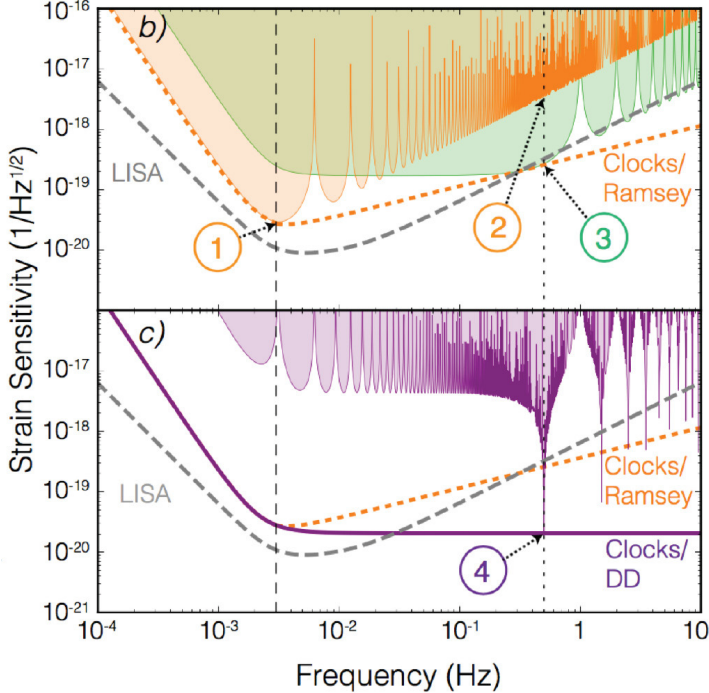 Strain Sensitivity (1/Hz^1/2)
10^-16
10^-17
10^-18
10^-19
10^-20
b)
LISA
Clocks/
Ramsey
1
2
3
10^-17
10^-18
10^-19
10^-20
10^-21
c)
LISA
Clocks/
Ramsey
Clocks/
DD
4
10^-4
10^-3
10^-2
10^-1
1
10
Frequency (Hz)